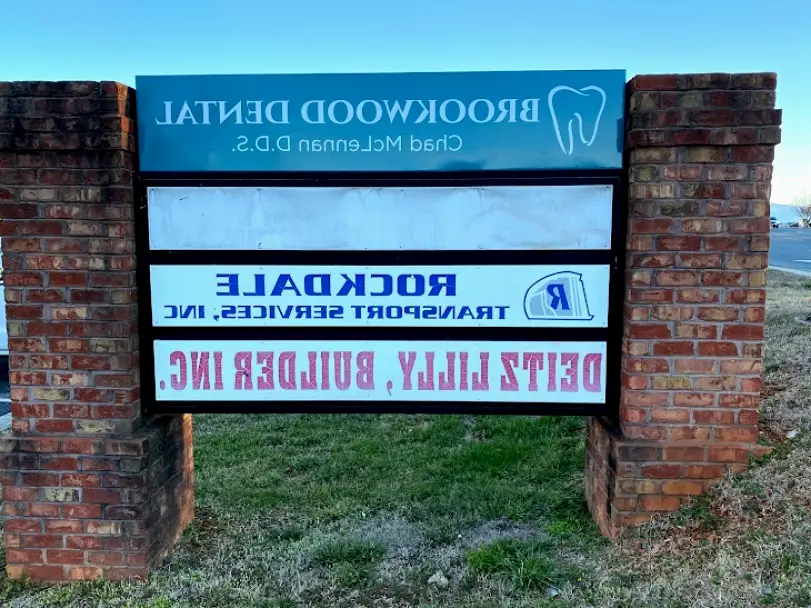 BROOKWOOD DENTAL
Chad McLennan D.D.S.
R
ROCKDALE
TRANSPORT SERVICES, INC
DEITZ LILLY, BUILDER INC.